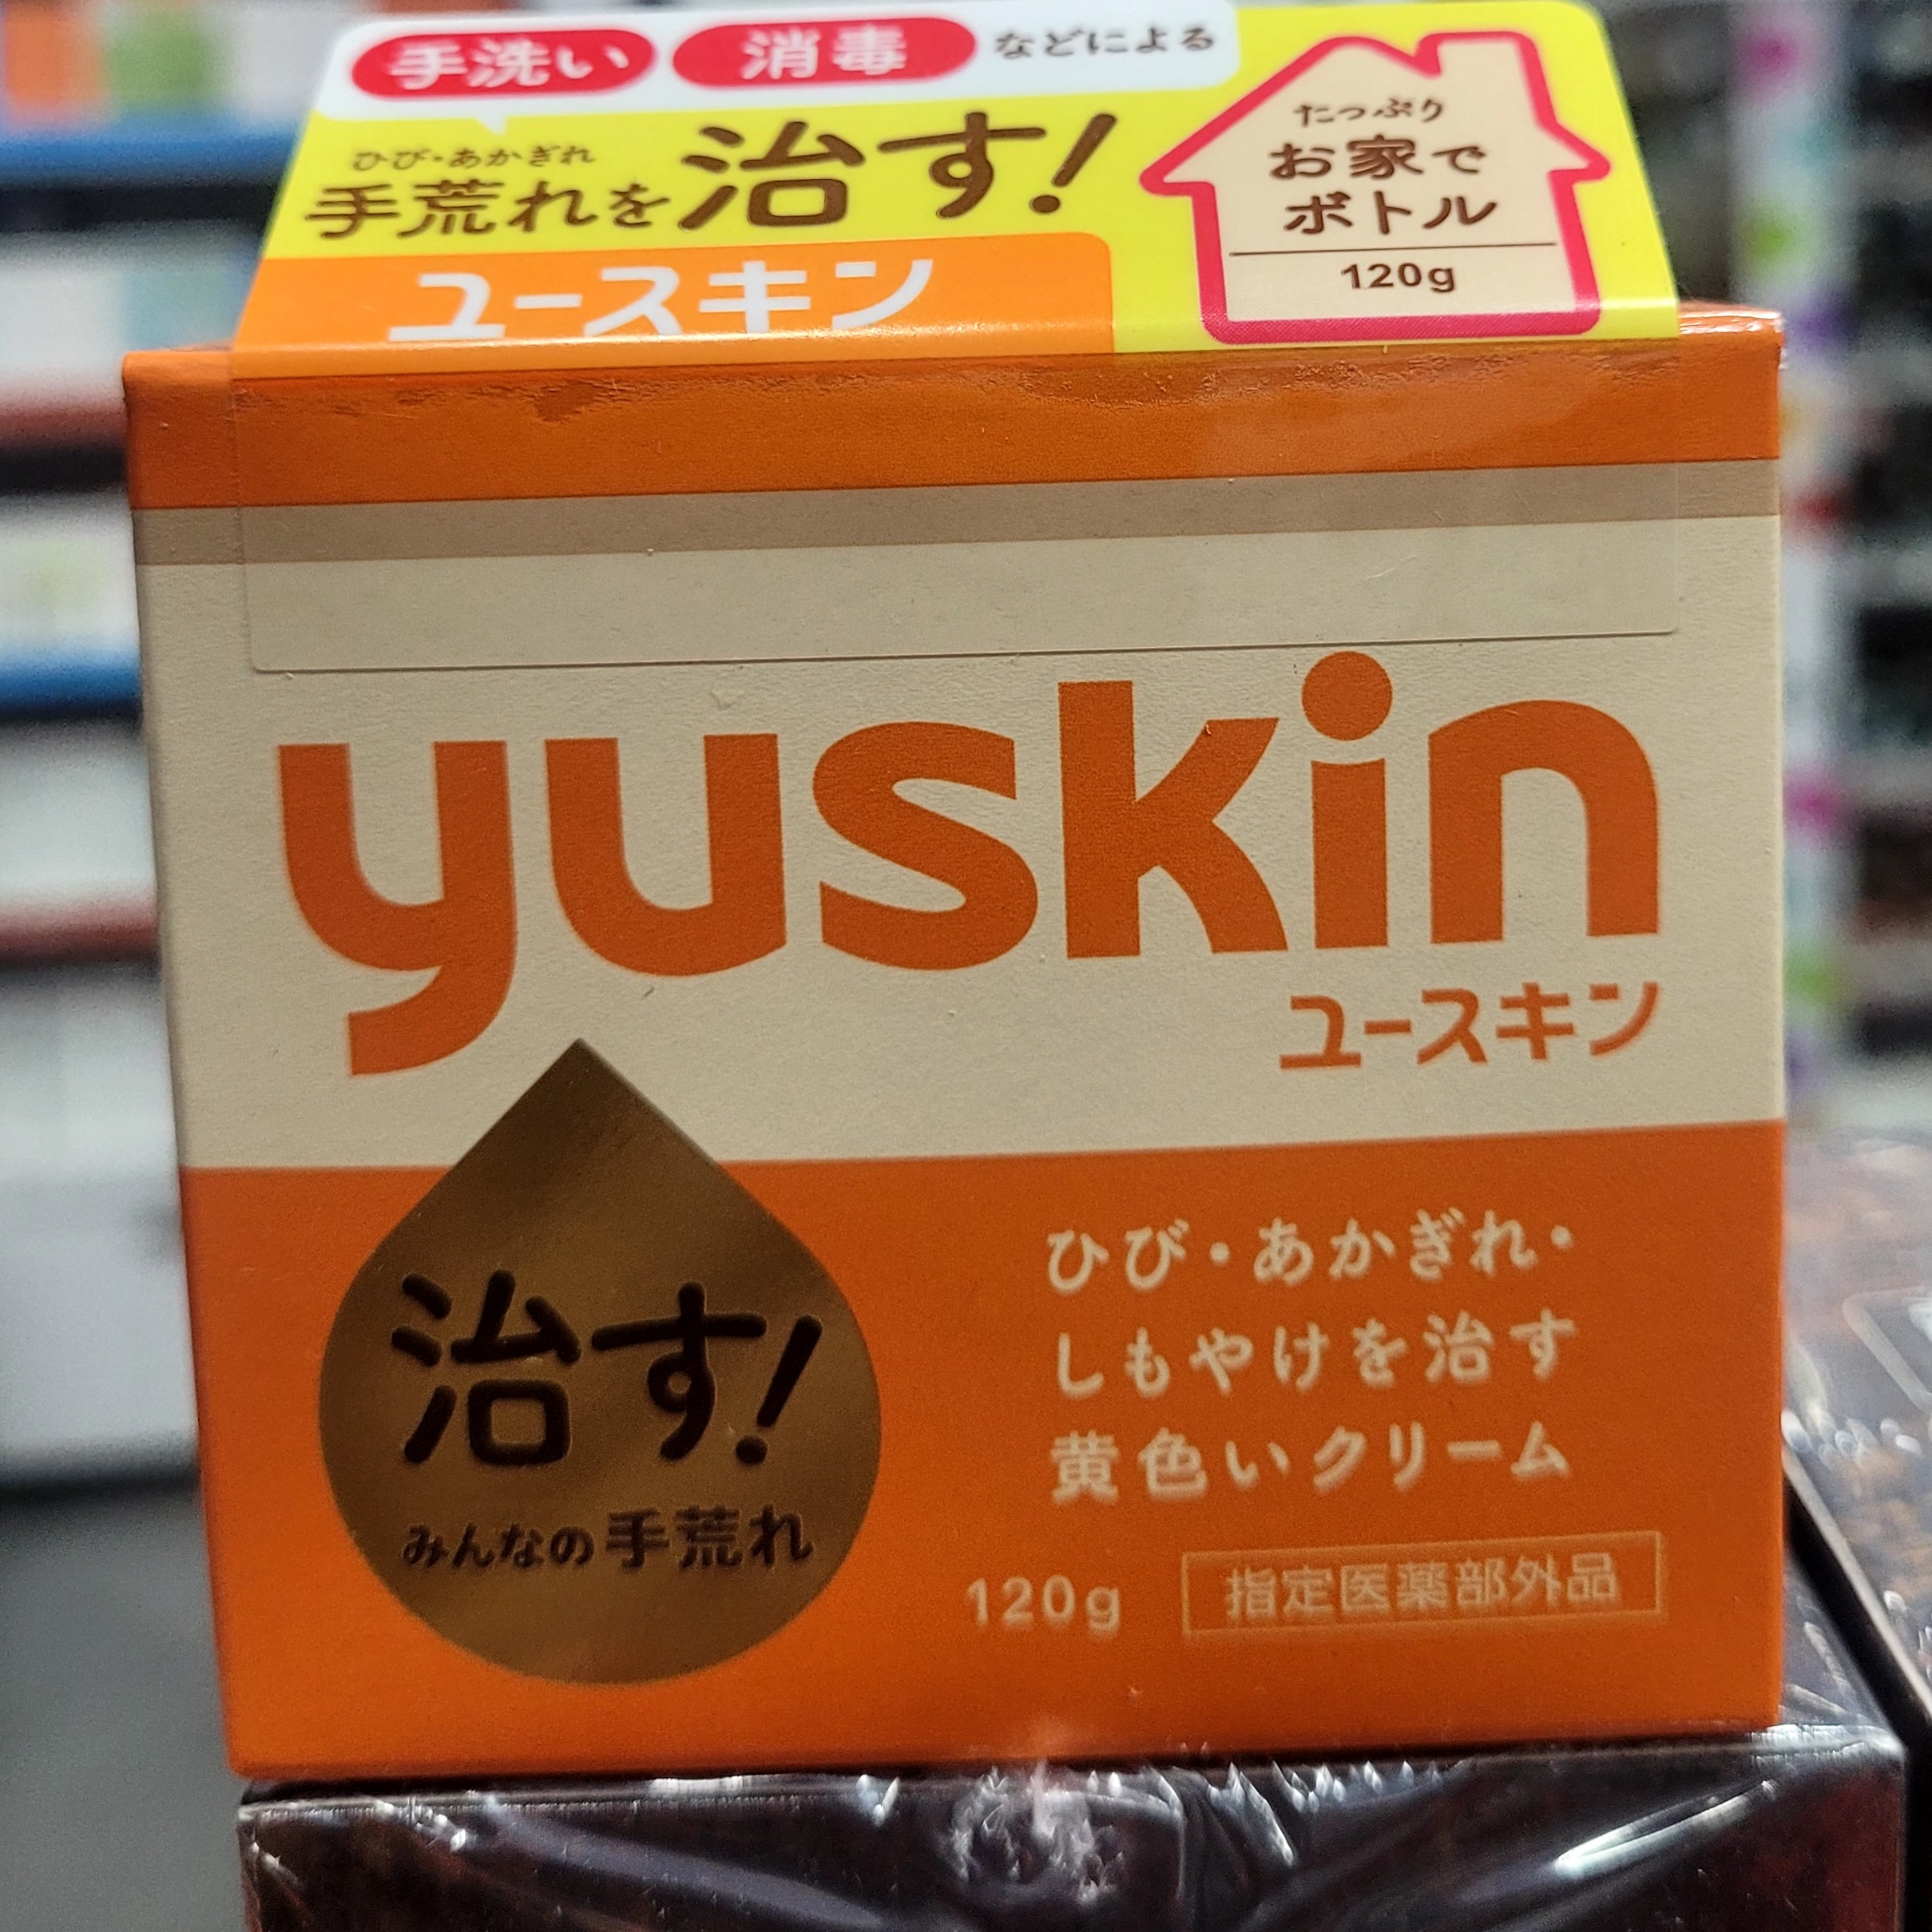 手洗い 消毒 などによる
ひび・あかぎれ
手荒れを治す!
ユースキン
たっぷり
お家で
ボトル
120g
yuskin
ユースキン
治す!
みんなの手荒れ
ひび・あかぎれ・
しもやけを治す
黄色いクリーム
120g 指定医薬部外品